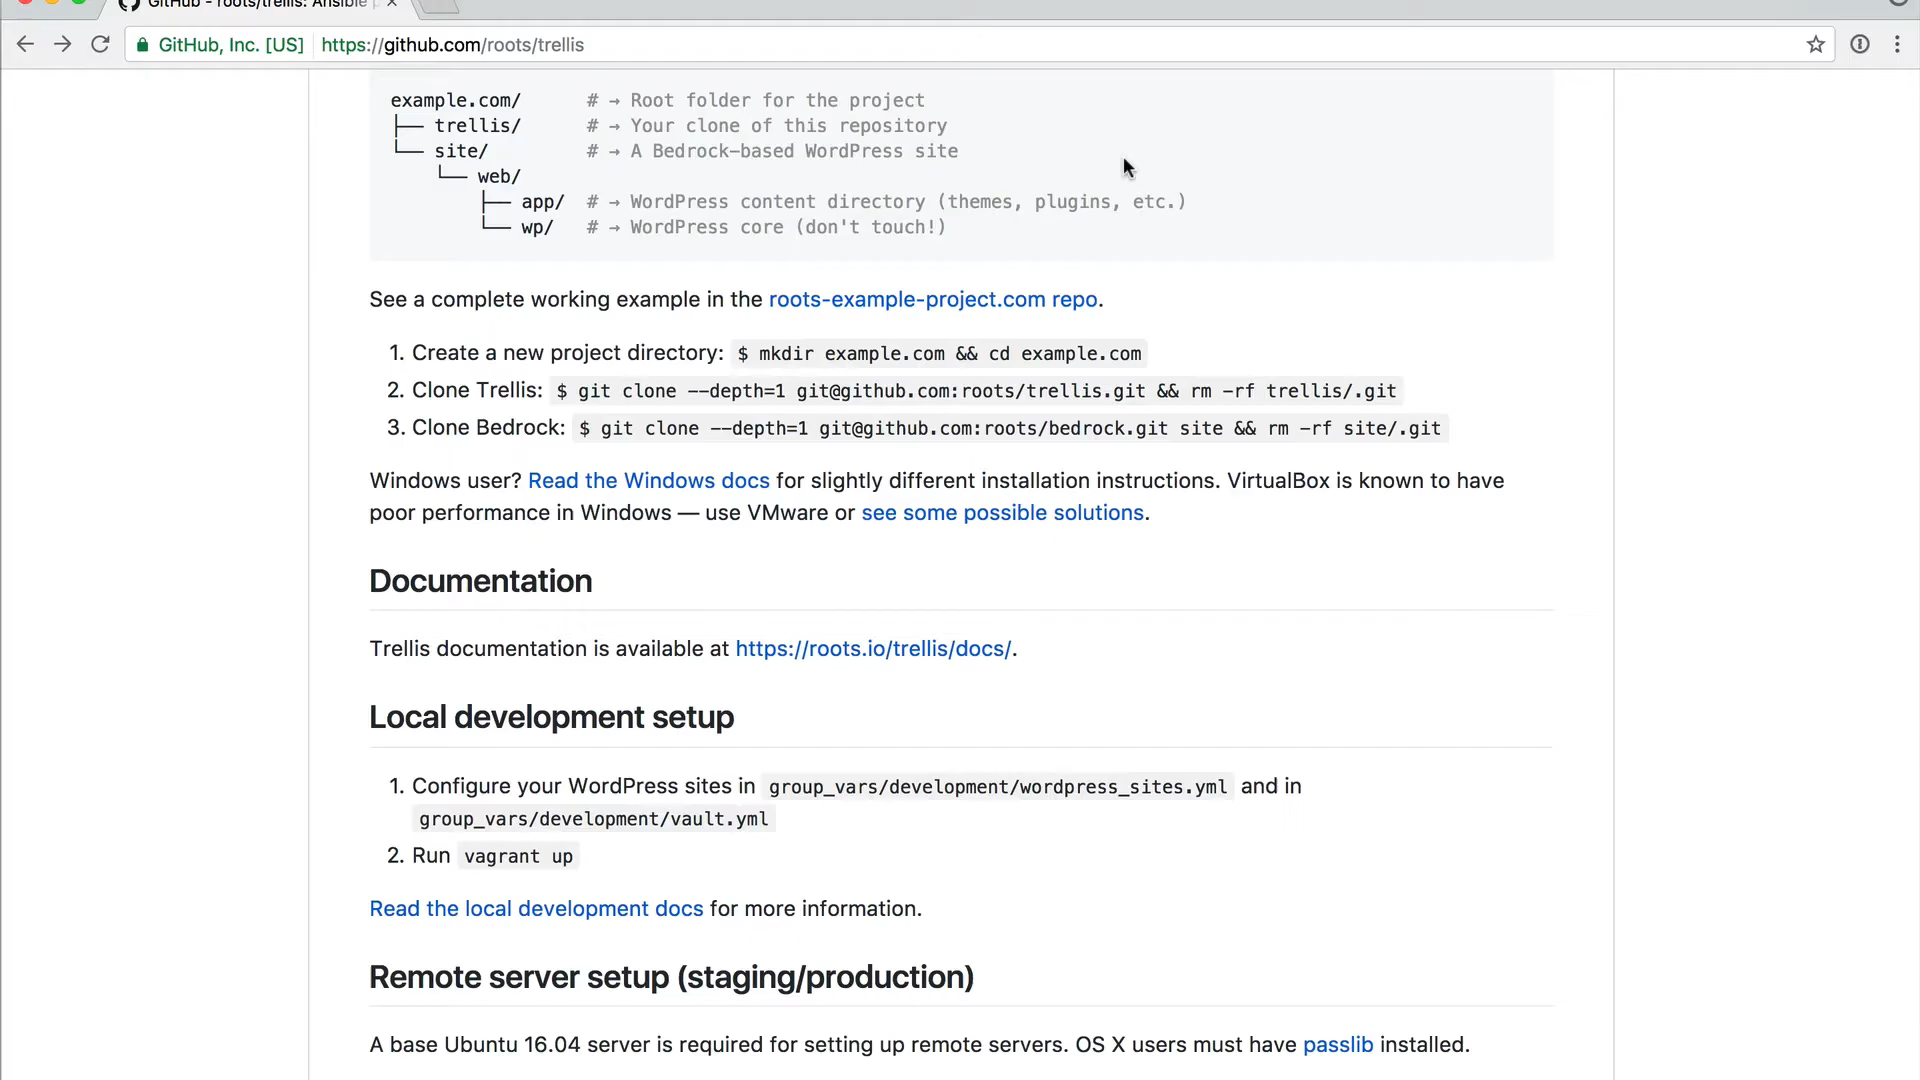 GitHub - roots/trellis: Ansible p
GitHub, Inc. [US] https://github.com/roots/trellis
example.com/ # → Root folder for the project
├── trellis/ # → Your clone of this repository
└── site/ # → A Bedrock-based WordPress site
└── web/
├── app/ # → WordPress content directory (themes, plugins, etc.)
└── wp/ # → WordPress core (don't touch!)
See a complete working example in the roots-example-project.com repo.
1. Create a new project directory: $ mkdir example.com && cd example.com
2. Clone Trellis: $ git clone --depth=1 git@github.com:roots/trellis.git && rm -rf trellis/.git
3. Clone Bedrock: $ git clone --depth=1 git@github.com:roots/bedrock.git site && rm -rf site/.git
Windows user? Read the Windows docs for slightly different installation instructions. VirtualBox is known to have
poor performance in Windows — use VMware or see some possible solutions.
Documentation
Trellis documentation is available at https://roots.io/trellis/docs/.
Local development setup
1. Configure your WordPress sites in group_vars/development/wordpress_sites.yml and in
group_vars/development/vault.yml
2. Run vagrant up
Read the local development docs for more information.
Remote server setup (staging/production)
A base Ubuntu 16.04 server is required for setting up remote servers. OS X users must have passlib installed.